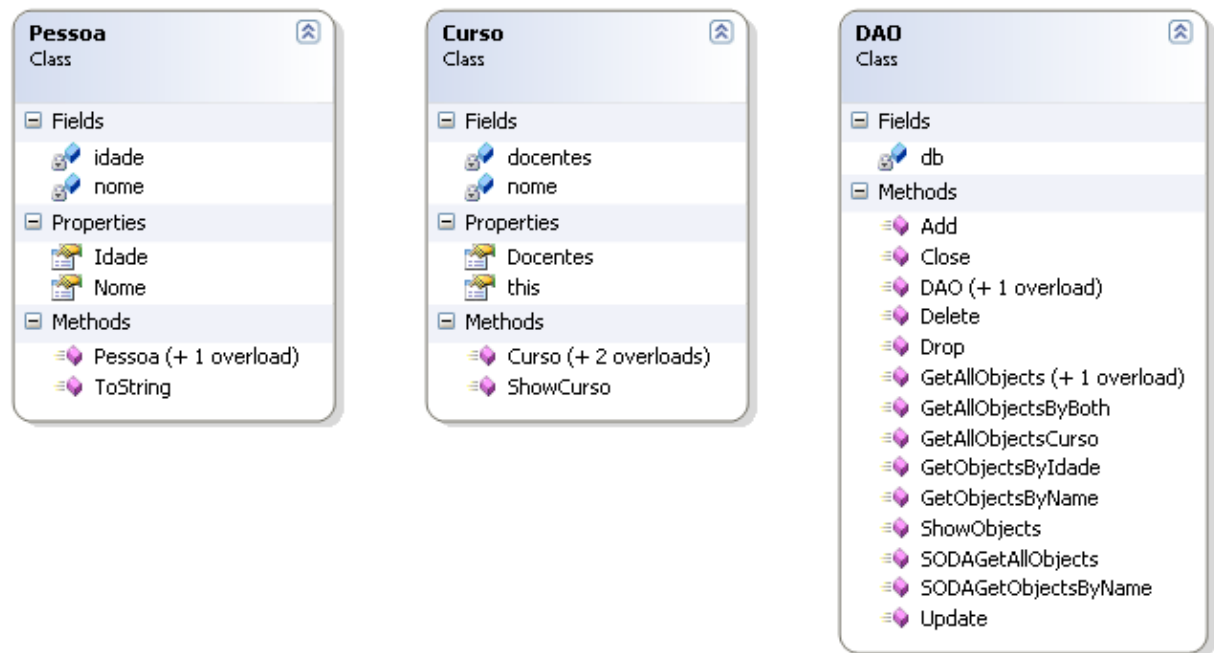 Pessoa
Class
Fields
idade
nome
Properties
Idade
Nome
Methods
Pessoa (+ 1 overload)
ToString
Curso
Class
Fields
docentes
nome
Properties
Docentes
this
Methods
Curso (+ 2 overloads)
ShowCurso
DAO
Class
Fields
db
Methods
Add
Close
DAO (+ 1 overload)
Delete
Drop
GetAllObjects (+ 1 overload)
GetAllObjectsByBoth
GetAllObjectsCurso
GetObjectsByIdade
GetObjectsByName
ShowObjects
SODAGetAllObjects
SODAGetObjectsByName
Update